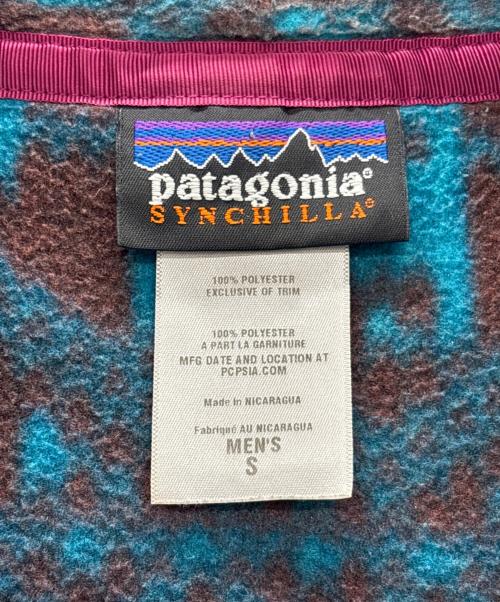 patagonia®
SYNCHILLA®
100% POLYESTER
EXCLUSIVE OF TRIM
100% POLYESTER
A PART LA GARNITURE
MFG DATE AND LOCATION AT
PCPSIA.COM
Made in NICARAGUA
Fabriqué AU NICARAGUA
MEN'S
S